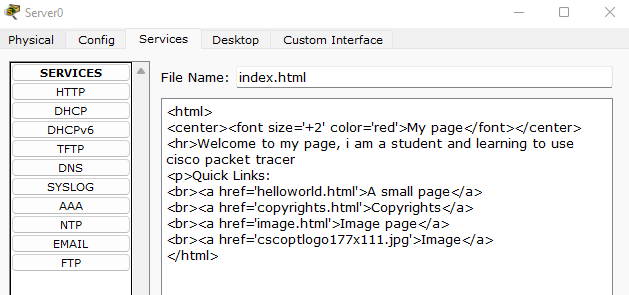 Server0
Physical Config Services Desktop Custom Interface
SERVICES
HTTP
DHCP
DHCPv6
TFTP
DNS
SYSLOG
AAA
NTP
EMAIL
FTP
File Name: index.html
<html>
<center><font size='+2' color='red'>My page</font></center>
<hr>Welcome to my page, i am a student and learning to use
cisco packet tracer
<p>Quick Links:
<br><a href='helloworld.html'>A small page</a>
<br><a href='copyrights.html'>Copyrights</a>
<br><a href='image.html'>Image page</a>
<br><a href='cscoptlogo177x111.jpg'>Image</a>
</html>